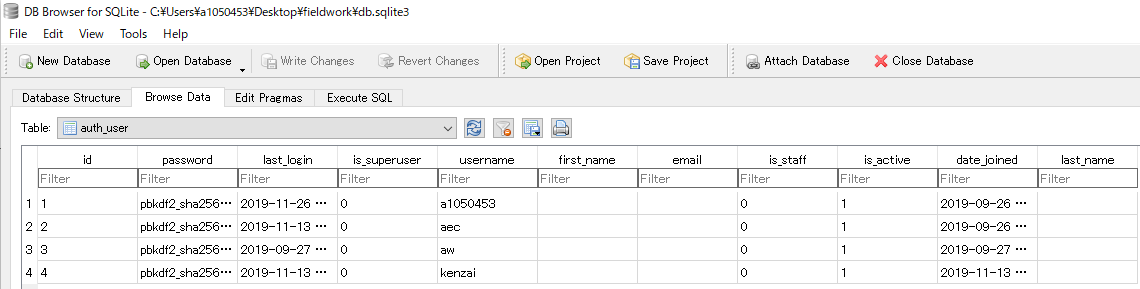 DB Browser for SQLite - C:¥Users¥a1050453¥Desktop¥fieldwork¥db.sqlite3
File Edit View Tools Help
New Database Open Database Write Changes Revert Changes Open Project Save Project Attach Database Close Database
Database Structure Browse Data Edit Pragmas Execute SQL
Table: auth_user
id password last_login is_superuser username first_name email is_staff is_active date_joined last_name
Filter Filter Filter Filter Filter Filter Filter Filter Filter Filter Filter
1 1 pbkdf2_sha256… 2019-11-26 … 0 a1050453 0 1 2019-09-26 …
2 2 pbkdf2_sha256… 2019-11-13 … 0 aec 0 1 2019-09-26 …
3 3 pbkdf2_sha256… 2019-09-27 … 0 aw 0 1 2019-09-27 …
4 4 pbkdf2_sha256… 2019-11-13 … 0 kenzai 0 1 2019-11-13 …